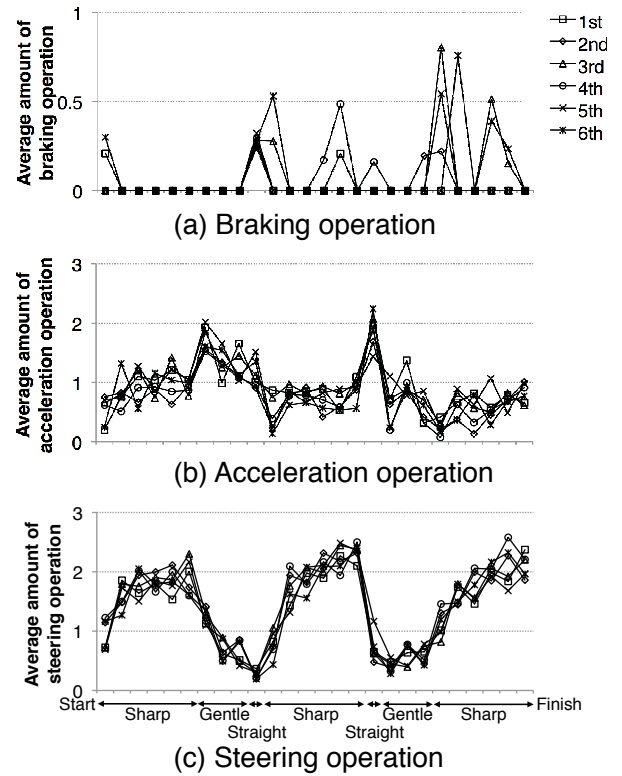 Average amount of
braking operation
1
0.5
0
1st
2nd
3rd
4th
5th
6th
(a) Braking operation
Average amount of
acceleration operation
3
2
1
0
(b) Acceleration operation
Average amount of
steering operation
3
2
1
0
Start Sharp Gentle Sharp Gentle Sharp Finish
Straight Straight
(c) Steering operation